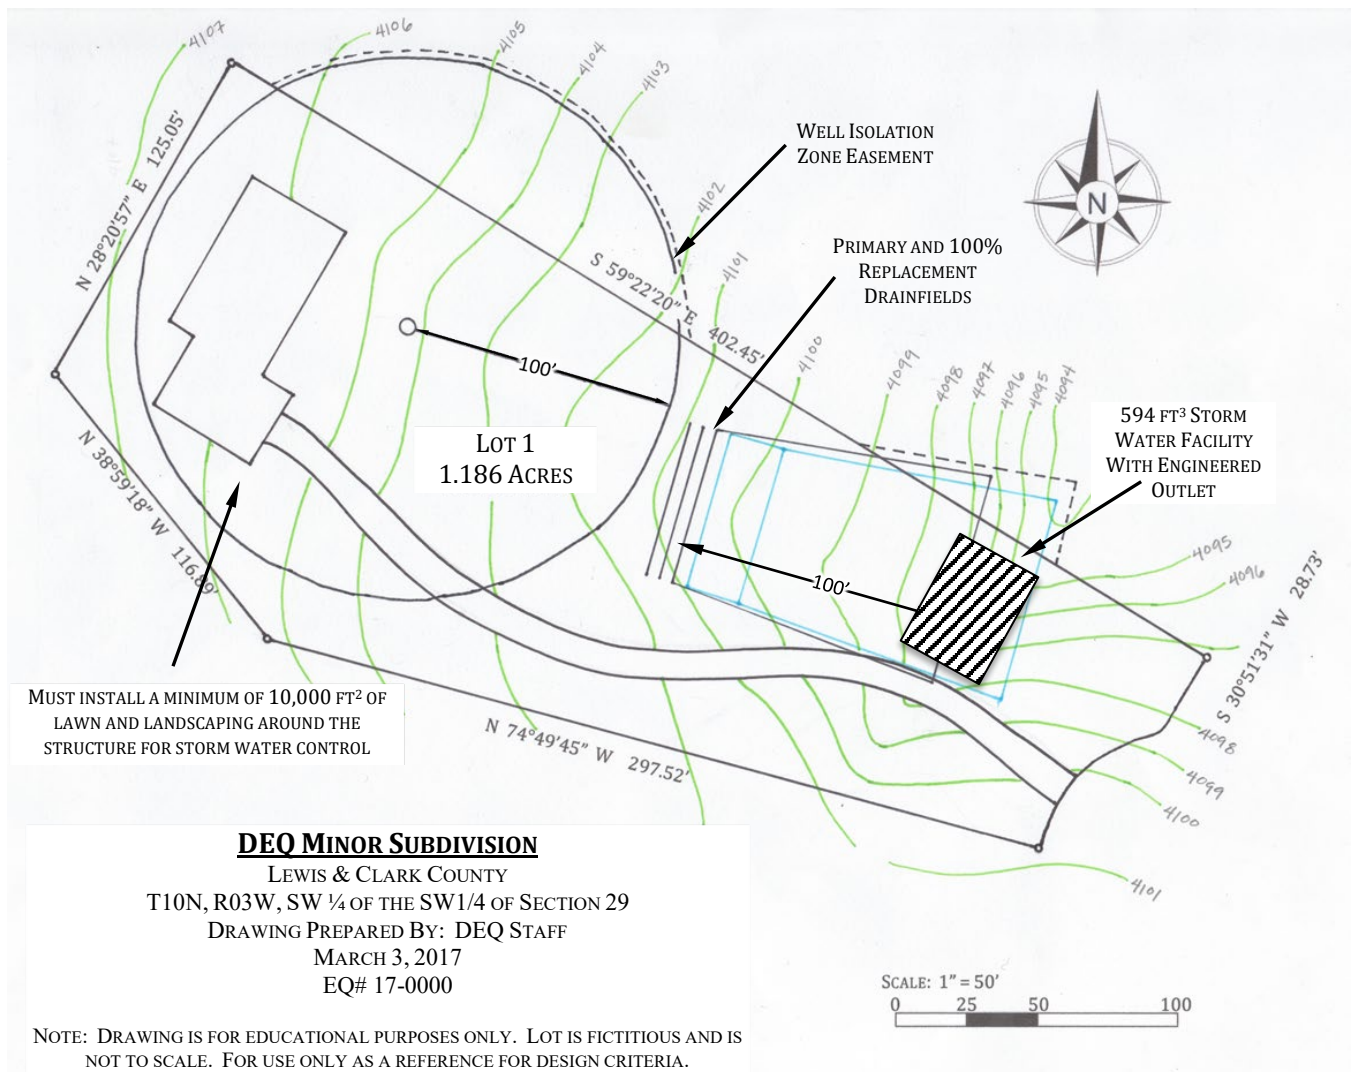 4107
4106
4105
4104
4103
4102
4101
4100
4099
4098
4097
4096
4095
4094
WELL ISOLATION
ZONE EASEMENT
N
PRIMARY AND 100%
REPLACEMENT
DRAINFIELDS
N 28°20'57" E 125.05'
S 59°22'20" E 402.45'
100'
LOT 1
1.186 ACRES
594 FT³ STORM
WATER FACILITY
WITH ENGINEERED
OUTLET
N 38°59'18" W 116.89'
100'
4095
4096
S 30°51'31" W 28.73'
MUST INSTALL A MINIMUM OF 10,000 FT² OF
LAWN AND LANDSCAPING AROUND THE
STRUCTURE FOR STORM WATER CONTROL
N 74°49'45" W 297.52'
4098
4099
4100
4101
DEQ MINOR SUBDIVISION
LEWIS & CLARK COUNTY
T10N, R03W, SW ¼ OF THE SW1/4 OF SECTION 29
DRAWING PREPARED BY: DEQ STAFF
MARCH 3, 2017
EQ# 17-0000
NOTE: DRAWING IS FOR EDUCATIONAL PURPOSES ONLY. LOT IS FICTITIOUS AND IS
NOT TO SCALE. FOR USE ONLY AS A REFERENCE FOR DESIGN CRITERIA.
SCALE: 1" = 50'
0 25 50 100